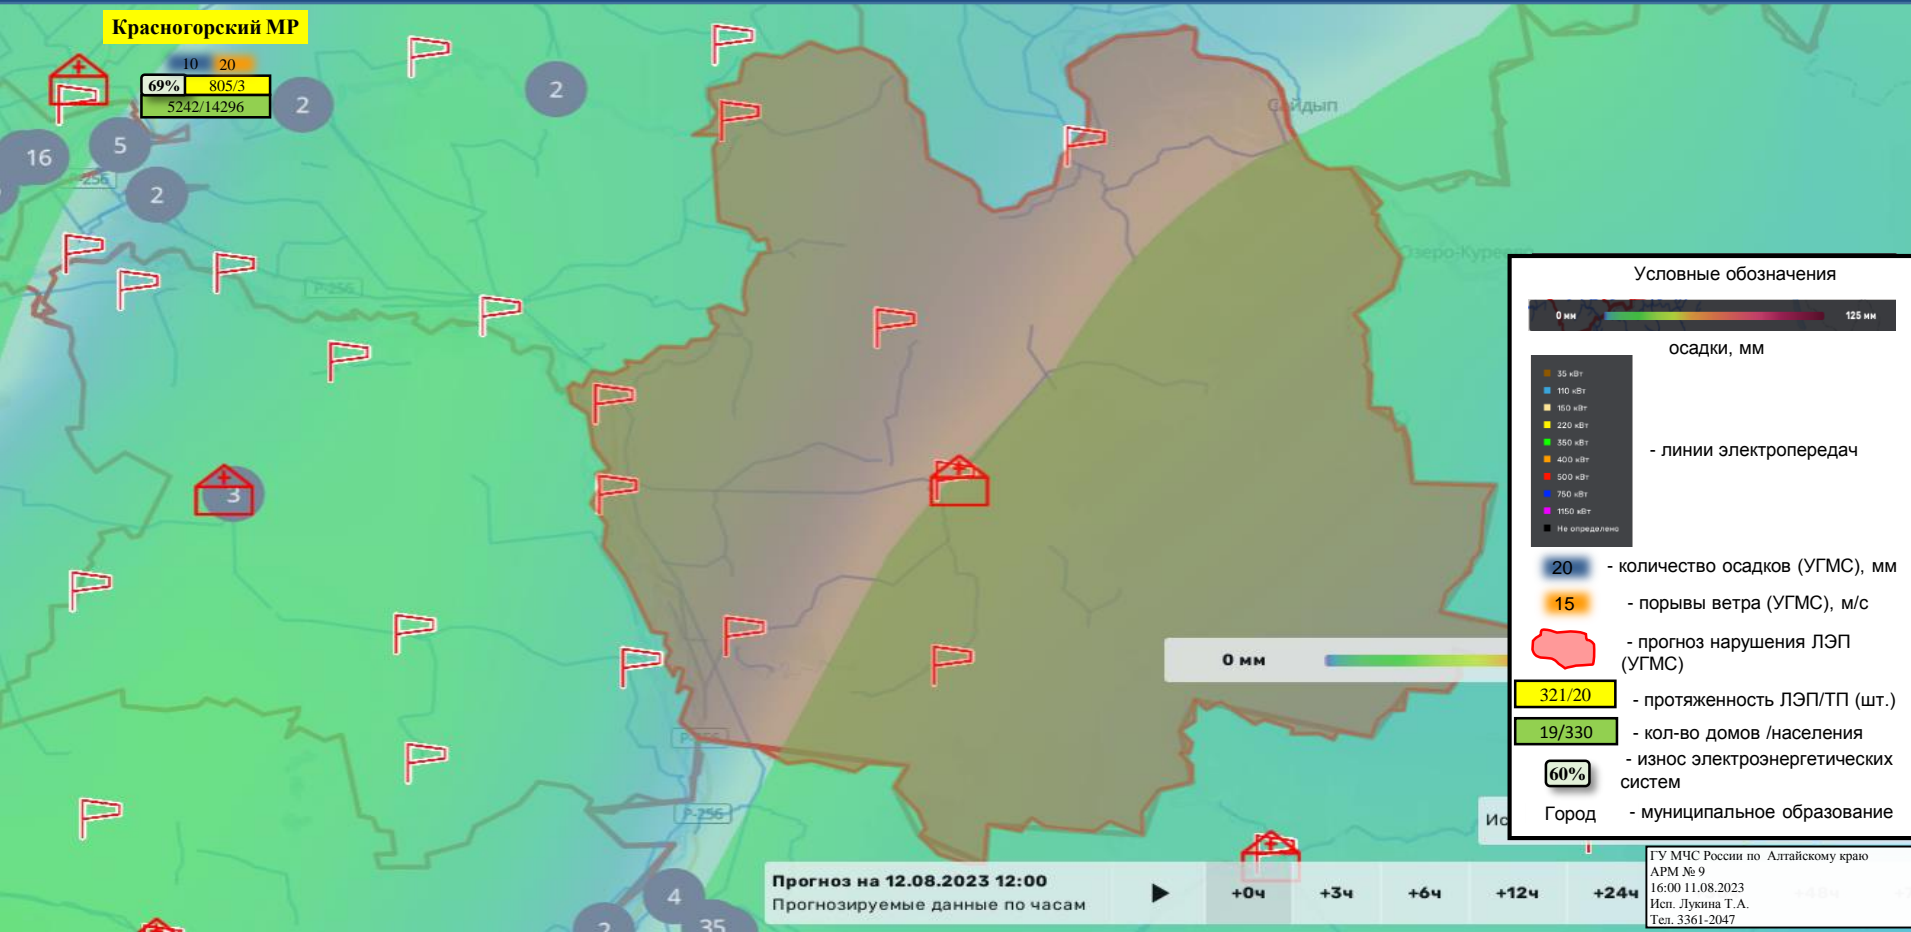 Красногорский МР
10 20
69% 805/3
5242/14296
2
2
5
16
2
Р-256
Сайдып
Р-256
Условные обозначения
0 мм
125 мм
осадки, мм
35 кВт
110 кВт
150 кВт
220 кВт
350 кВт
400 кВт
500 кВт
750 кВт
1150 кВт
Не определено
- линии электропередач
3
20 - количество осадков (УГМС), мм
15 - порывы ветра (УГМС), м/с
- прогноз нарушения ЛЭП
(УГМС)
0 мм
321/20 - протяженность ЛЭП/ТП (шт.)
19/330 - кол-во домов /населения
60% - износ электроэнергетических
систем
Город - муниципальное образование
Р-256
Р-256
Ис
Прогноз на 12.08.2023 12:00
Прогнозируемые данные по часам
+0ч +3ч +6ч +12ч +24ч
4
2
35
ГУ МЧС России по Алтайскому краю
АРМ № 9
16:00 11.08.2023
Исп. Лукина Т.А.
Тел. 3361-2047